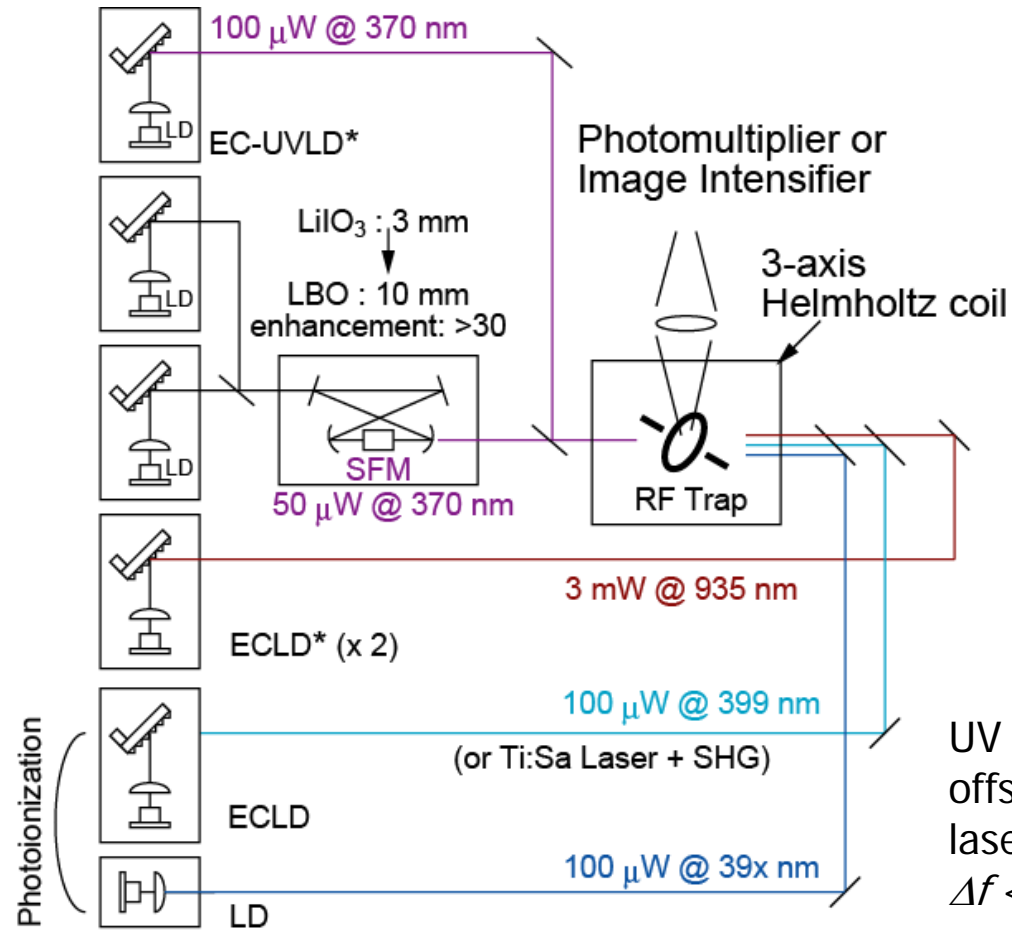 100 μW @ 370 nm
LD
EC-UVLD*
Photomultiplier or
Image Intensifier
LiIO₃ : 3 mm
LBO : 10 mm
enhancement: >30
3-axis
Helmholtz coil
LD
LD
SFM
50 μW @ 370 nm
RF Trap
3 mW @ 935 nm
ECLD* (x 2)
100 μW @ 399 nm
(or Ti:Sa Laser + SHG)
Photoionization
ECLD
100 μW @ 39x nm
LD
UV
offs
lase
Δf <